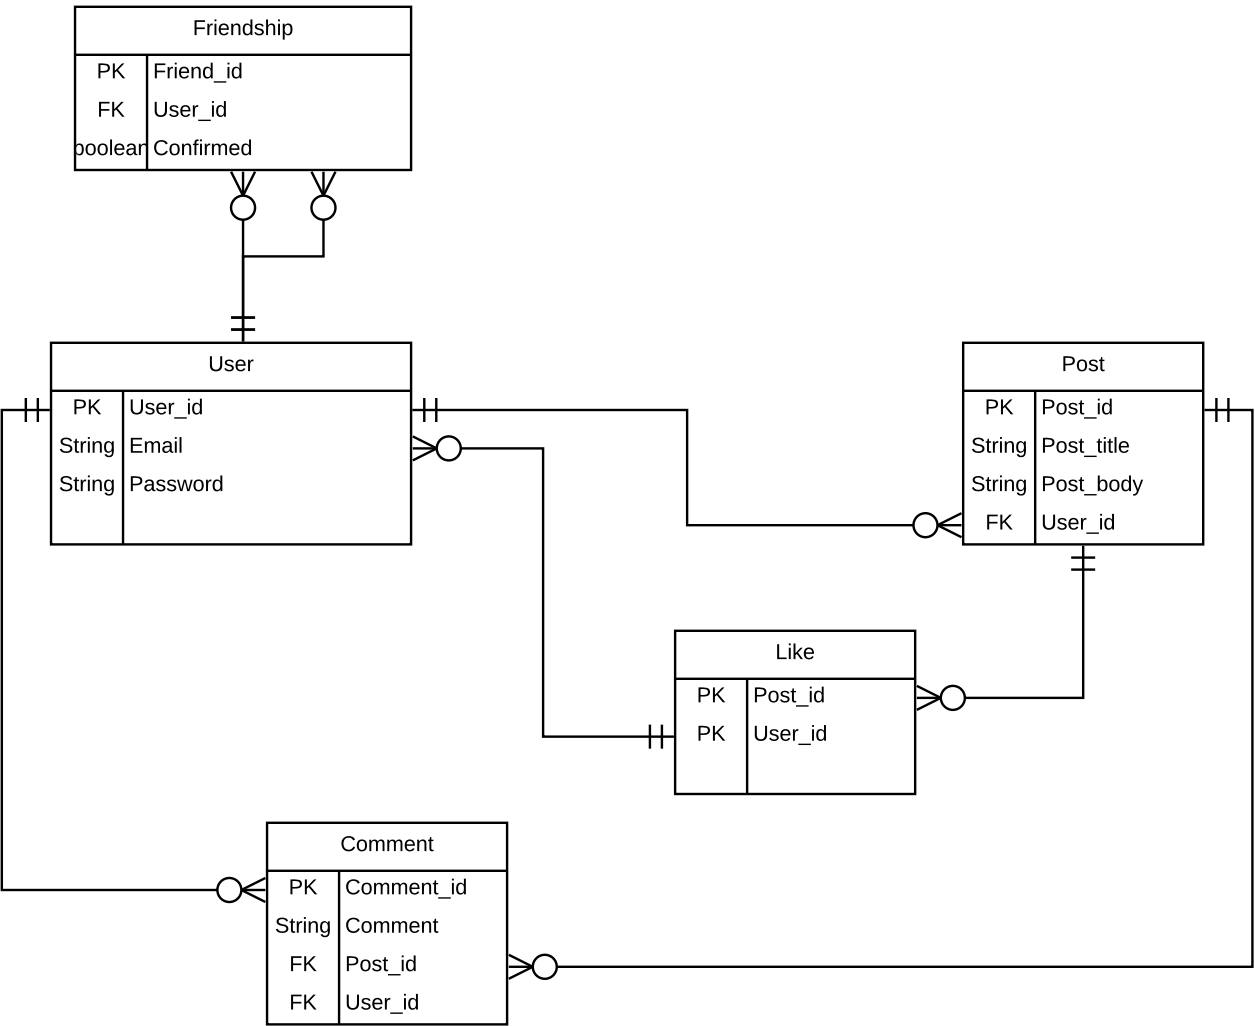 Friendship
PK Friend_id
FK User_id
boolean Confirmed
User
PK User_id
String Email
String Password
Post
PK Post_id
String Post_title
String Post_body
FK User_id
Like
PK Post_id
PK User_id
Comment
PK Comment_id
String Comment
FK Post_id
FK User_id